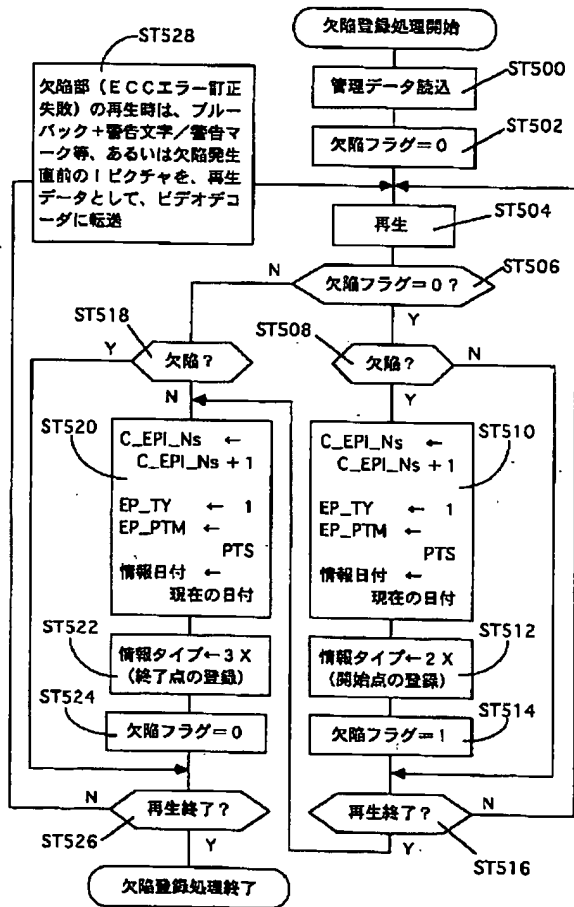 欠陥登録処理開始
ST500
管理データ読込
ST502
欠陥フラグ＝０
ST528
欠陥部（ＥＣＣエラー訂正
失敗）の再生時は、ブルー
バック＋警告文字／警告マ
ーク等、あるいは欠陥発生
直前のＩピクチャを、再生
データとして、ビデオデコ
ーダに転送
ST504
再生
ST506
欠陥フラグ＝０？
N
Y
ST518
欠陥？
Y
N
ST508
欠陥？
N
Y
ST520
C_EPI_Ns ←
C_EPI_Ns + 1
EP_TY ← 1
EP_PTM ←
PTS
情報日付 ←
現在の日付
ST510
C_EPI_Ns ←
C_EPI_Ns + 1
EP_TY ← 1
EP_PTM ←
PTS
情報日付 ←
現在の日付
ST522
情報タイプ←３Ｘ
（終了点の登録）
ST512
情報タイプ←２Ｘ
（開始点の登録）
ST524
欠陥フラグ＝０
ST514
欠陥フラグ＝１
N
再生終了？
ST526
Y
再生終了？
N
ST516
Y
欠陥登録処理終了